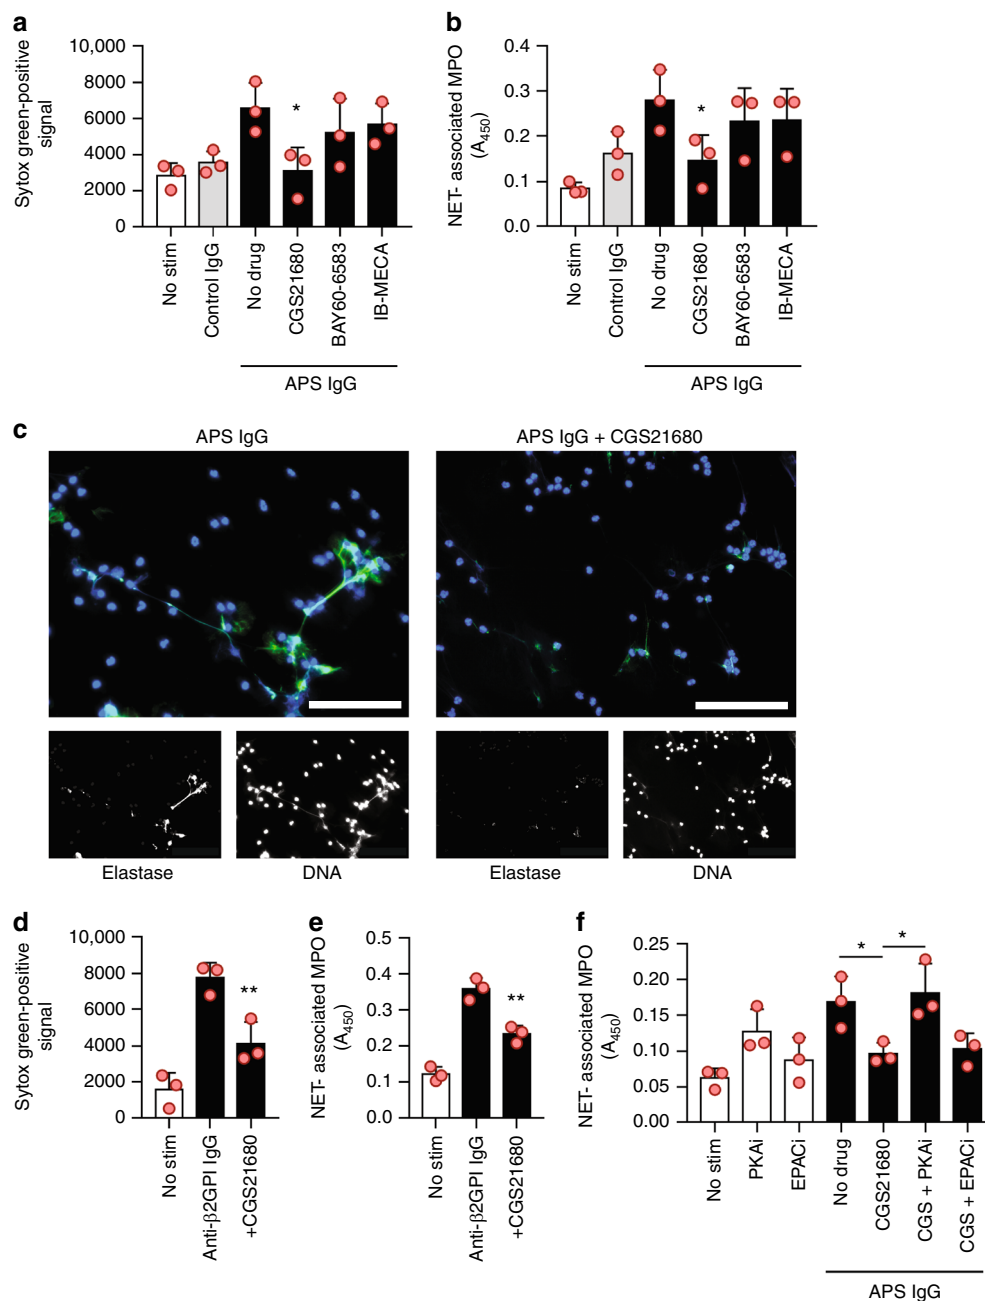 a
Sytox green-positive
signal
10,000
8000
6000
4000
2000
0
*
No stim
Control IgG
No drug
CGS21680
BAY60-6583
IB-MECA
APS IgG
b
NET- associated MPO
(A450)
0.4
0.3
0.2
0.1
0.0
*
No stim
Control IgG
No drug
CGS21680
BAY60-6583
IB-MECA
APS IgG
c
APS IgG
APS IgG + CGS21680
Elastase
DNA
Elastase
DNA
d
Sytox green-positive
signal
10,000
8000
6000
4000
2000
0
**
No stim
Anti-β2GPI IgG
+CGS21680
e
NET- associated MPO
(A450)
0.5
0.4
0.3
0.2
0.1
0.0
**
No stim
Anti-β2GPI IgG
+CGS21680
f
NET- associated MPO
(A450)
0.25
0.20
0.15
0.10
0.05
0.00
*
*
No stim
PKAi
EPACi
No drug
CGS21680
CGS + PKAi
CGS + EPACi
APS IgG